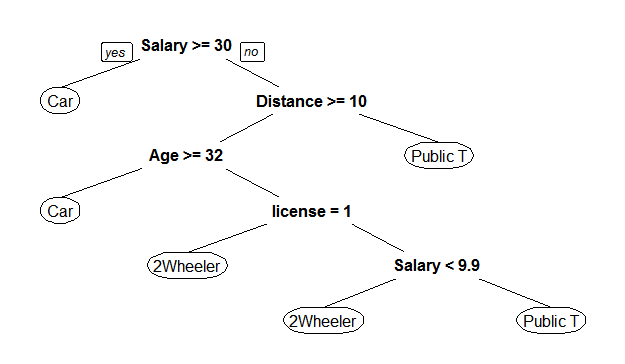 Salary >= 30
yes
no
Car
Distance >= 10
Age >= 32
Public T
Car
license = 1
2Wheeler
Salary < 9.9
2Wheeler
Public T